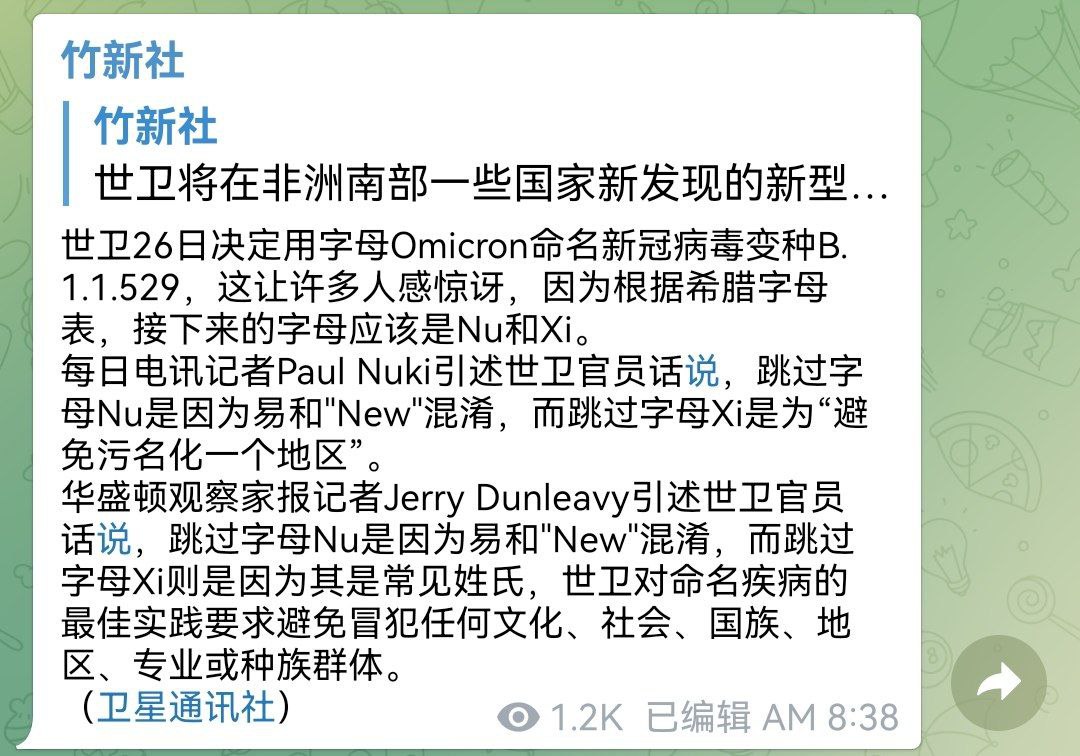 竹新社
竹新社
世卫将在非洲南部一些国家新发现的新型...
世卫26日决定用字母Omicron命名新冠病毒变种B.
1.1.529，这让许多人感惊讶，因为根据希腊字母
表，接下来的字母应该是Nu和Xi。
每日电讯记者Paul Nuki引述世卫官员话说，跳过字
母Nu是因为易和"New"混淆，而跳过字母Xi是为“避
免污名化一个地区”。
华盛顿观察家报记者Jerry Dunleavy引述世卫官员
话说，跳过字母Nu是因为易和"New"混淆，而跳过
字母Xi则是因为其是常见姓氏，世卫对命名疾病的
最佳实践要求避免冒犯任何文化、社会、国族、地
区、专业或种族群体。
（卫星通讯社）
1.2K 已编辑 AM 8:38